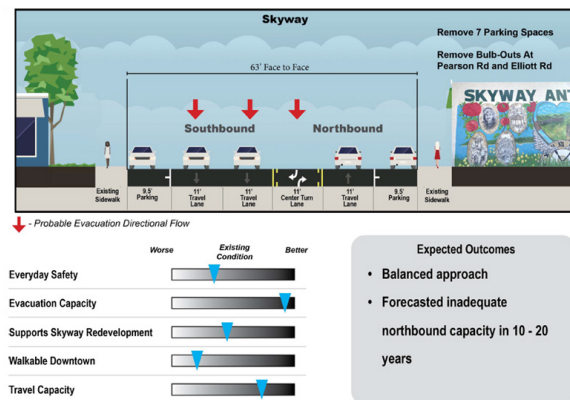 Skyway
Remove 7 Parking Spaces
Remove Bulb-Outs At
Pearson Rd and Elliott Rd
63' Face to Face
SKYWAY ANT
Southbound
Northbound
Existing
Sidewalk
9.5'
Parking
11'
Travel
Lane
11'
Travel
Lane
11'
Center Turn
Lane
11'
Travel
Lane
9.5'
Parking
Existing
Sidewalk
- Probable Evacuation Directional Flow
Worse
Existing
Condition
Better
Everyday Safety
Evacuation Capacity
Supports Skyway Redevelopment
Walkable Downtown
Travel Capacity
Expected Outcomes
• Balanced approach
• Forecasted inadequate
northbound capacity in 10 - 20
years